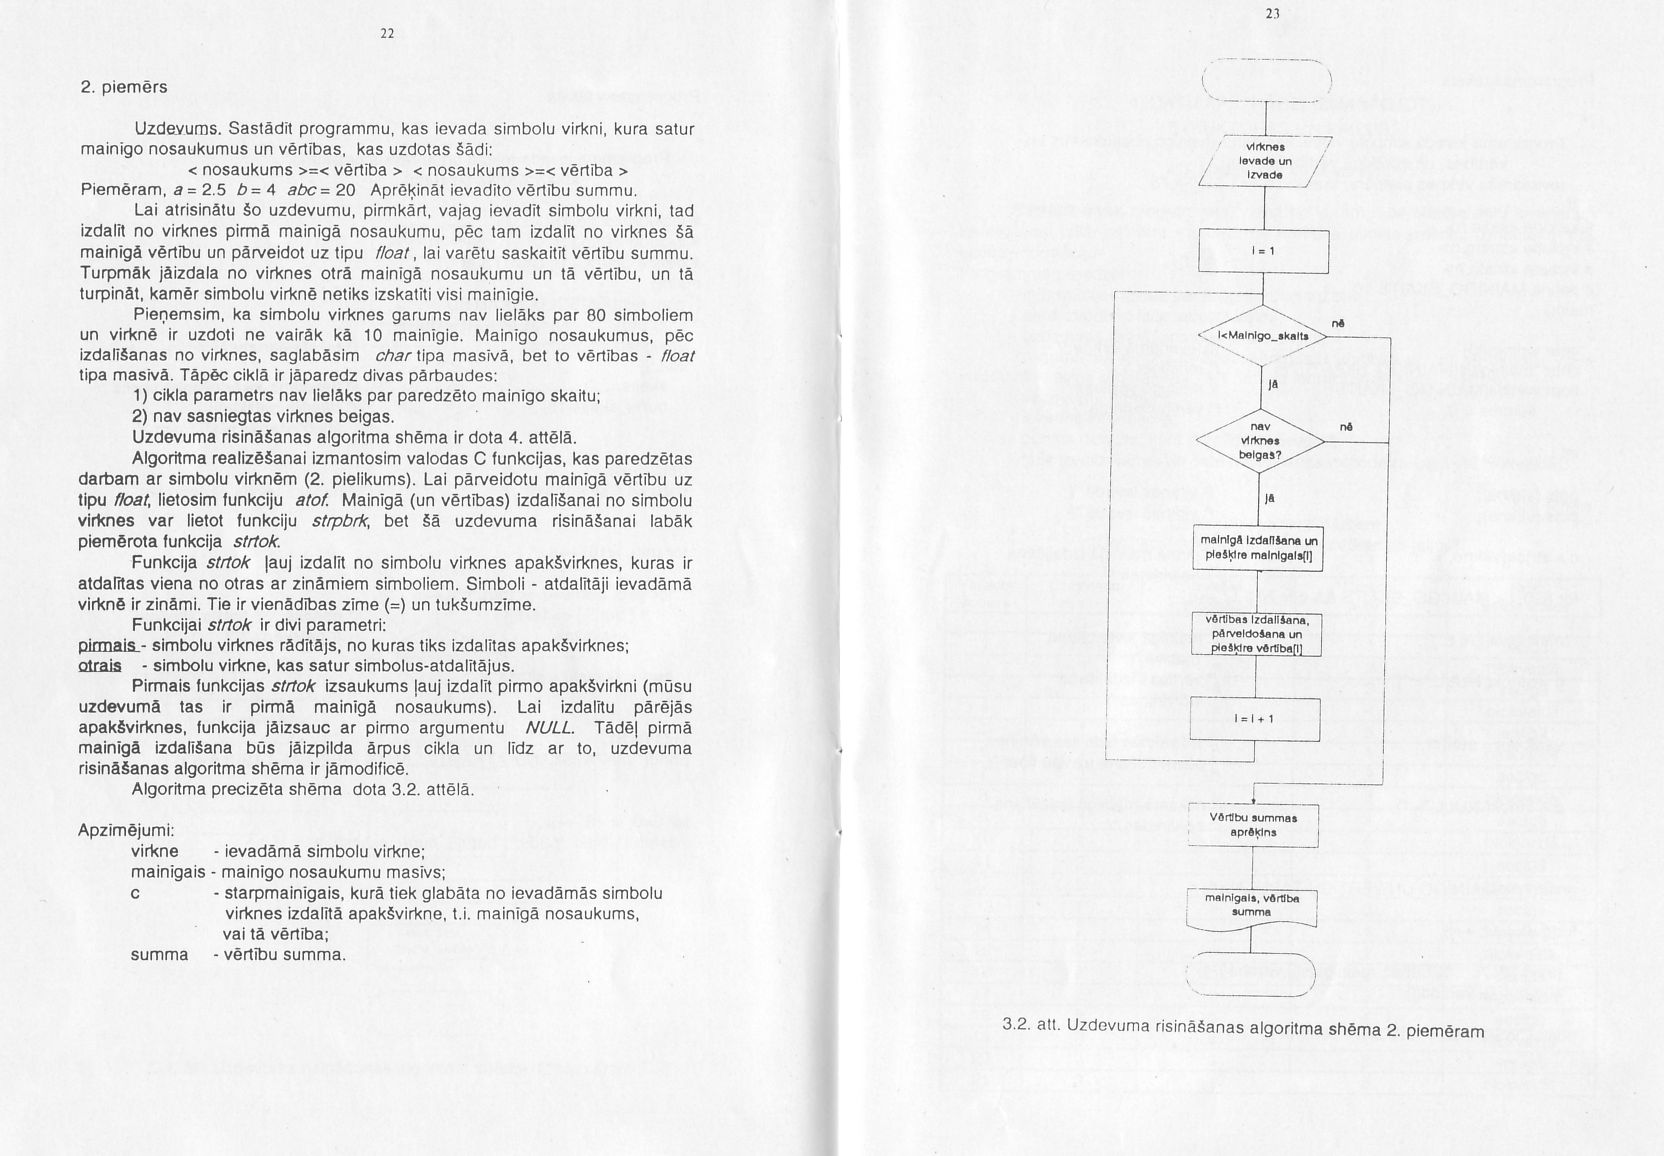 22
2. piemērs
Uzdevums. Sastādīt programmu, kas ievada simbolu virkni, kura satur
mainīgo nosaukumus un vērtības, kas uzdotas šādi:
< nosaukums >=< vērtība > < nosaukums >=< vērtība >
Piemēram, a = 2.5 b = 4 abc = 20 Aprēķināt ievadīto vērtību summu.
Lai atrisinātu šo uzdevumu, pirmkārt, vajag ievadīt simbolu virkni, tad
izdalīt no virknes pirmā mainīgā nosaukumu, pēc tam izdalīt no virknes šā
mainīgā vērtību un pārveidot uz tipu float, lai varētu saskaitīt vērtību summu.
Turpmāk jāizdala no virknes otrā mainīgā nosaukumu un tā vērtību, un tā
turpināt, kamēr simbolu virknē netiks izskatīti visi mainīgie.
Pieņemsim, ka simbolu virknes garums nav lielāks par 80 simboliem
un virknē ir uzdoti ne vairāk kā 10 mainīgie. Mainīgo nosaukumus, pēc
izdalīšanas no virknes, saglabāsim char tipa masīvā, bet to vērtības - float
tipa masīvā. Tāpēc ciklā ir jāparedz divas pārbaudes:
1) cikla parametrs nav lielāks par paredzēto mainīgo skaitu;
2) nav sasniegtas virknes beigas.
Uzdevuma risināšanas algoritma shēma ir dota 4. attēlā.
Algoritma realizēšanai izmantosim valodas C funkcijas, kas paredzētas
darbam ar simbolu virknēm (2. pielikums). Lai pārveidotu mainīgā vērtību uz
tipu float, lietosim funkciju atof. Mainīgā (un vērtības) izdalīšanai no simbolu
virknes var lietot funkciju strpbrk, bet šā uzdevuma risināšanai labāk
piemērota funkcija strtok.
Funkcija strtok ļauj izdalīt no simbolu virknes apakšvirknes, kuras ir
atdalītas viena no otras ar zināmiem simboliem. Simboli - atdalītāji ievadāmā
virknē ir zināmi. Tie ir vienādības zīme (=) un tukšumzīme.
Funkcijai strtok ir divi parametri:
pirmais - simbolu virknes rādītājs, no kuras tiks izdalītas apakšvirknes;
otrais - simbolu virkne, kas satur simbolus-atdalītājus.
Pirmais funkcijas strtok izsaukums ļauj izdalīt pirmo apakšvirkni (mūsu
uzdevumā tas ir pirmā mainīgā nosaukums). Lai izdalītu pārējās
apakšvirknes, funkcija jāizsauc ar pirmo argumentu NULL. Tādēļ pirmā
mainīgā izdalīšana būs jāizpilda ārpus cikla un līdz ar to, uzdevuma
risināšanas algoritma shēma ir jāmodificē.
Algoritma precizēta shēma dota 3.2. attēlā.
Apzīmējumi:
virkne - ievadāmā simbolu virkne;
mainīgais - mainīgo nosaukumu masīvs;
c - starpmainīgais, kurā tiek glabāta no ievadāmās simbolu
virknes izdalītā apakšvirkne, t.i. mainīgā nosaukums,
vai tā vērtība;
summa - vērtību summa.
23
virknes
ievade un
izvade
i = 1
i<Mainīgo_skaits
nē
jā
nav
virknes
beigas?
nē
jā
mainīgā izdalīšana un
piešķire mainīgais[i]
vērtības izdalīšana,
pārveidošana un
piešķire vērtība[i]
i = i + 1
Vērtību summas
aprēķins
mainīgais, vērtība
summa
3.2. att. Uzdevuma risināšanas algoritma shēma 2. piemēram